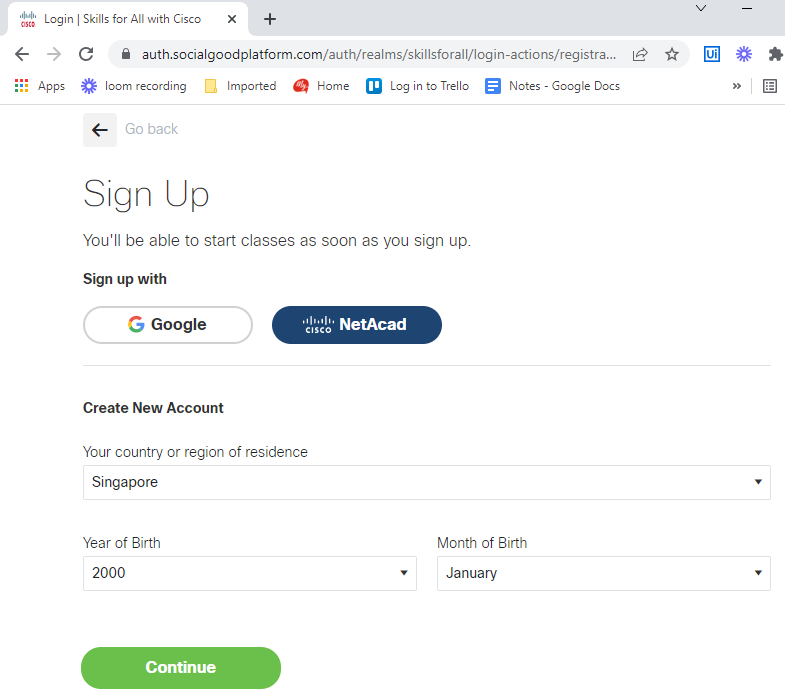 Login | Skills for All with Cisco
auth.socialgoodplatform.com/auth/realms/skillsforall/login-actions/registra...
Ui
Apps loom recording Imported Home Log in to Trello Notes - Google Docs »
Go back
Sign Up
You'll be able to start classes as soon as you sign up.
Sign up with
Google CISCO NetAcad
Create New Account
Your country or region of residence
Singapore
Year of Birth Month of Birth
2000 January
Continue